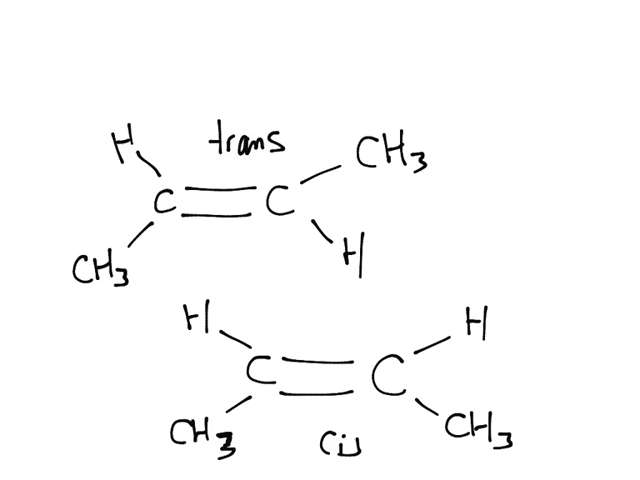 H trans CH3
C = C
CH3 H
H H
C = C
CH3 cis CH3